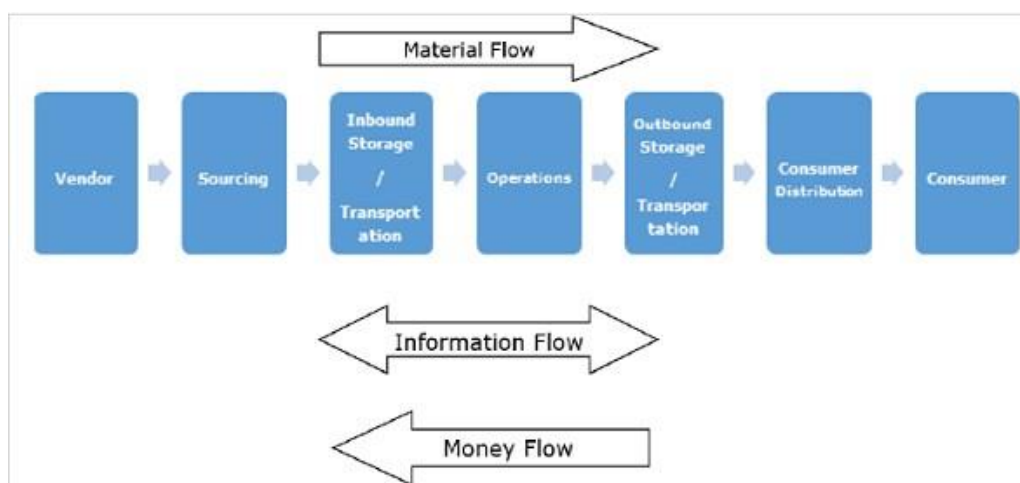 Material Flow
Vendor
Sourcing
Inbound
Storage
/
Transport
ation
Operations
Outbound
Storage
/
Transpor
tation
Consumer
Distribution
Consumer
Information Flow
Money Flow